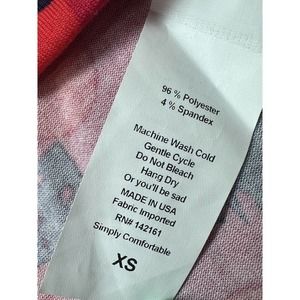 96 % Polyester
4 % Spandex
Machine Wash Cold
Gentle Cycle
Do Not Bleach
Hang Dry
Or you'll be sad
MADE IN USA
Fabric Imported
RN# 142161
Simply Comfortable
XS